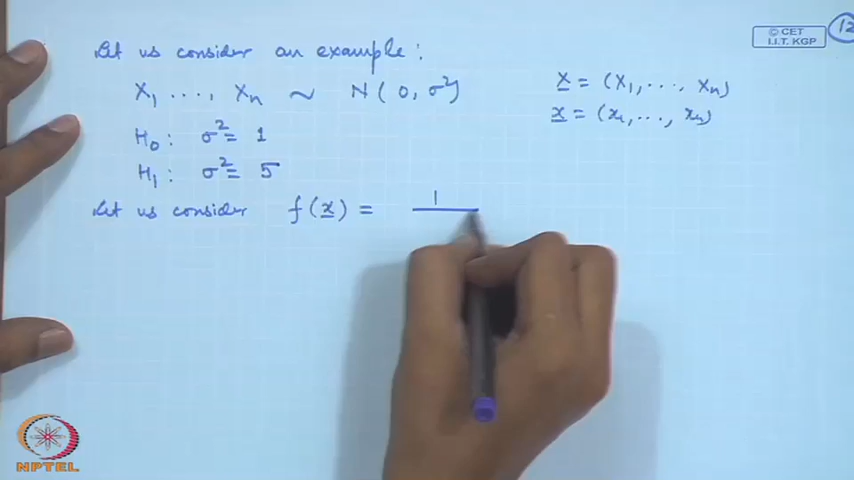 Let us consider an example :
X₁ ..., Xₙ ~ N( 0, σ²)
X = (X₁, ..., Xₙ)
x = (x₁, ..., xₙ)
H₀ : σ² = 1
H₁ : σ² = 5
Let us consider f(x) = 1
© CET
I.I.T. KGP
12
NPTEL